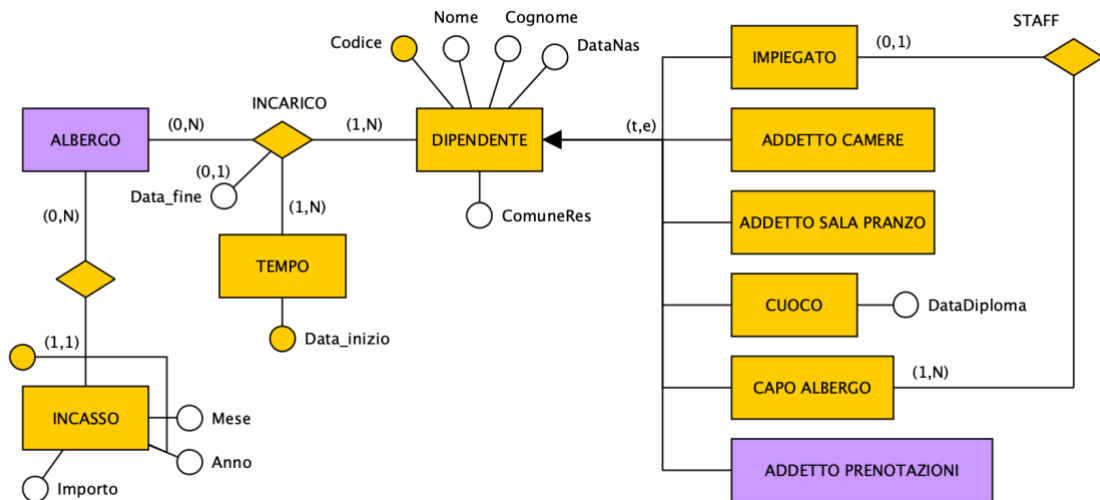 STAFF
Nome
Cognome
Codice
DataNas
IMPIEGATO
(0,1)
INCARICO
ALBERGO
(0,N)
(1,N)
DIPENDENTE
(t,e)
ADDETTO CAMERE
(0,1)
Data_fine
(0,N)
(1,N)
ComuneRes
ADDETTO SALA PRANZO
TEMPO
CUOCO
DataDiploma
(1,1)
Data_inizio
CAPO ALBERGO
(1,N)
INCASSO
Mese
Anno
ADDETTO PRENOTAZIONI
Importo